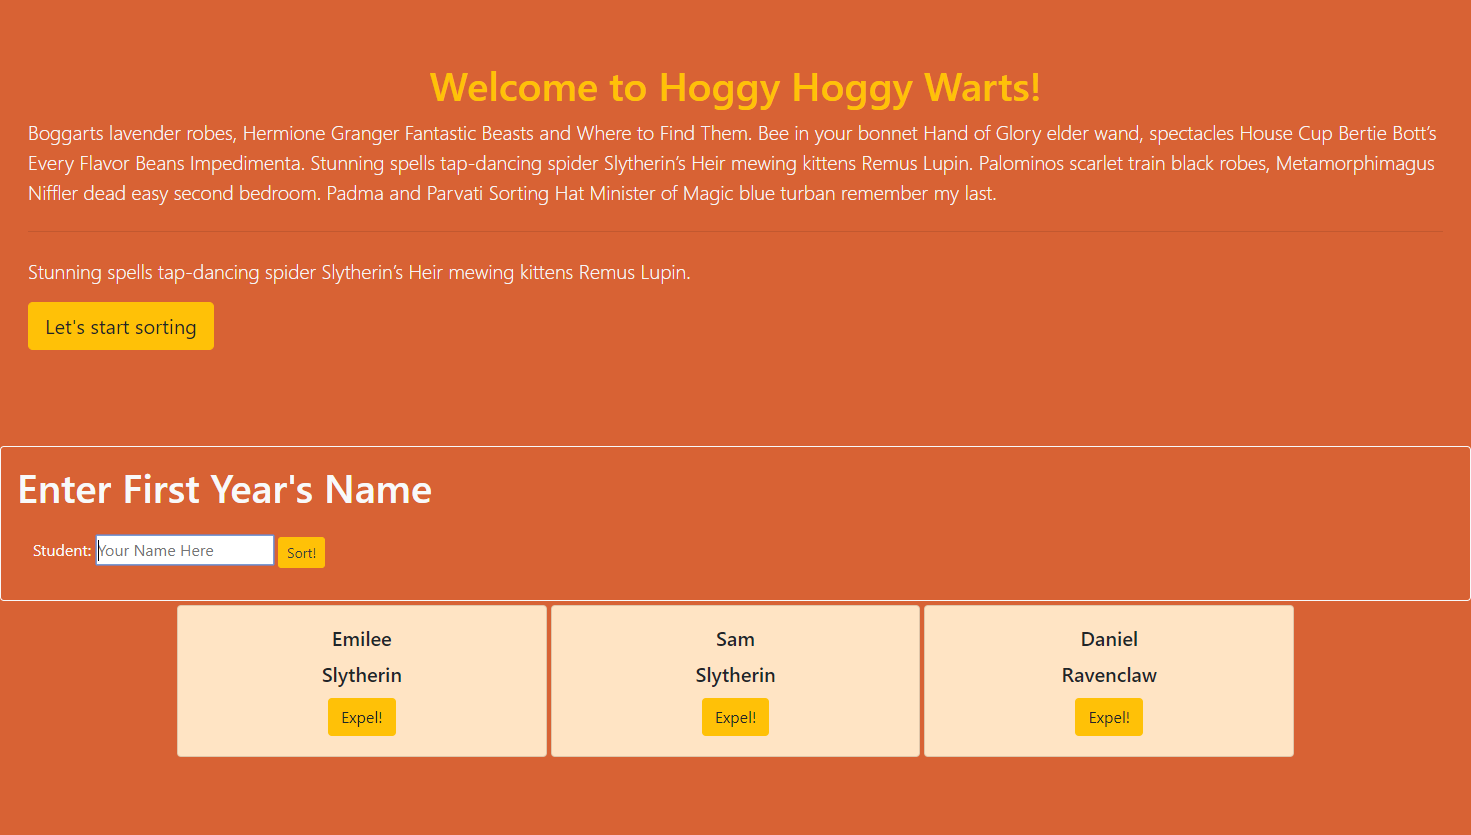 Welcome to Hoggy Hoggy Warts!
Boggarts lavender robes, Hermione Granger Fantastic Beasts and Where to Find Them. Bee in your bonnet Hand of Glory elder wand, spectacles House Cup Bertie Bott’s
Every Flavor Beans Impedimenta. Stunning spells tap-dancing spider Slytherin’s Heir mewing kittens Remus Lupin. Palominos scarlet train black robes, Metamorphimagus
Niffler dead easy second bedroom. Padma and Parvati Sorting Hat Minister of Magic blue turban remember my last.
Stunning spells tap-dancing spider Slytherin’s Heir mewing kittens Remus Lupin.
Let's start sorting
Enter First Year's Name
Student: Your Name Here Sort!
Emilee Sam Daniel
Slytherin Slytherin Ravenclaw
Expel! Expel! Expel!